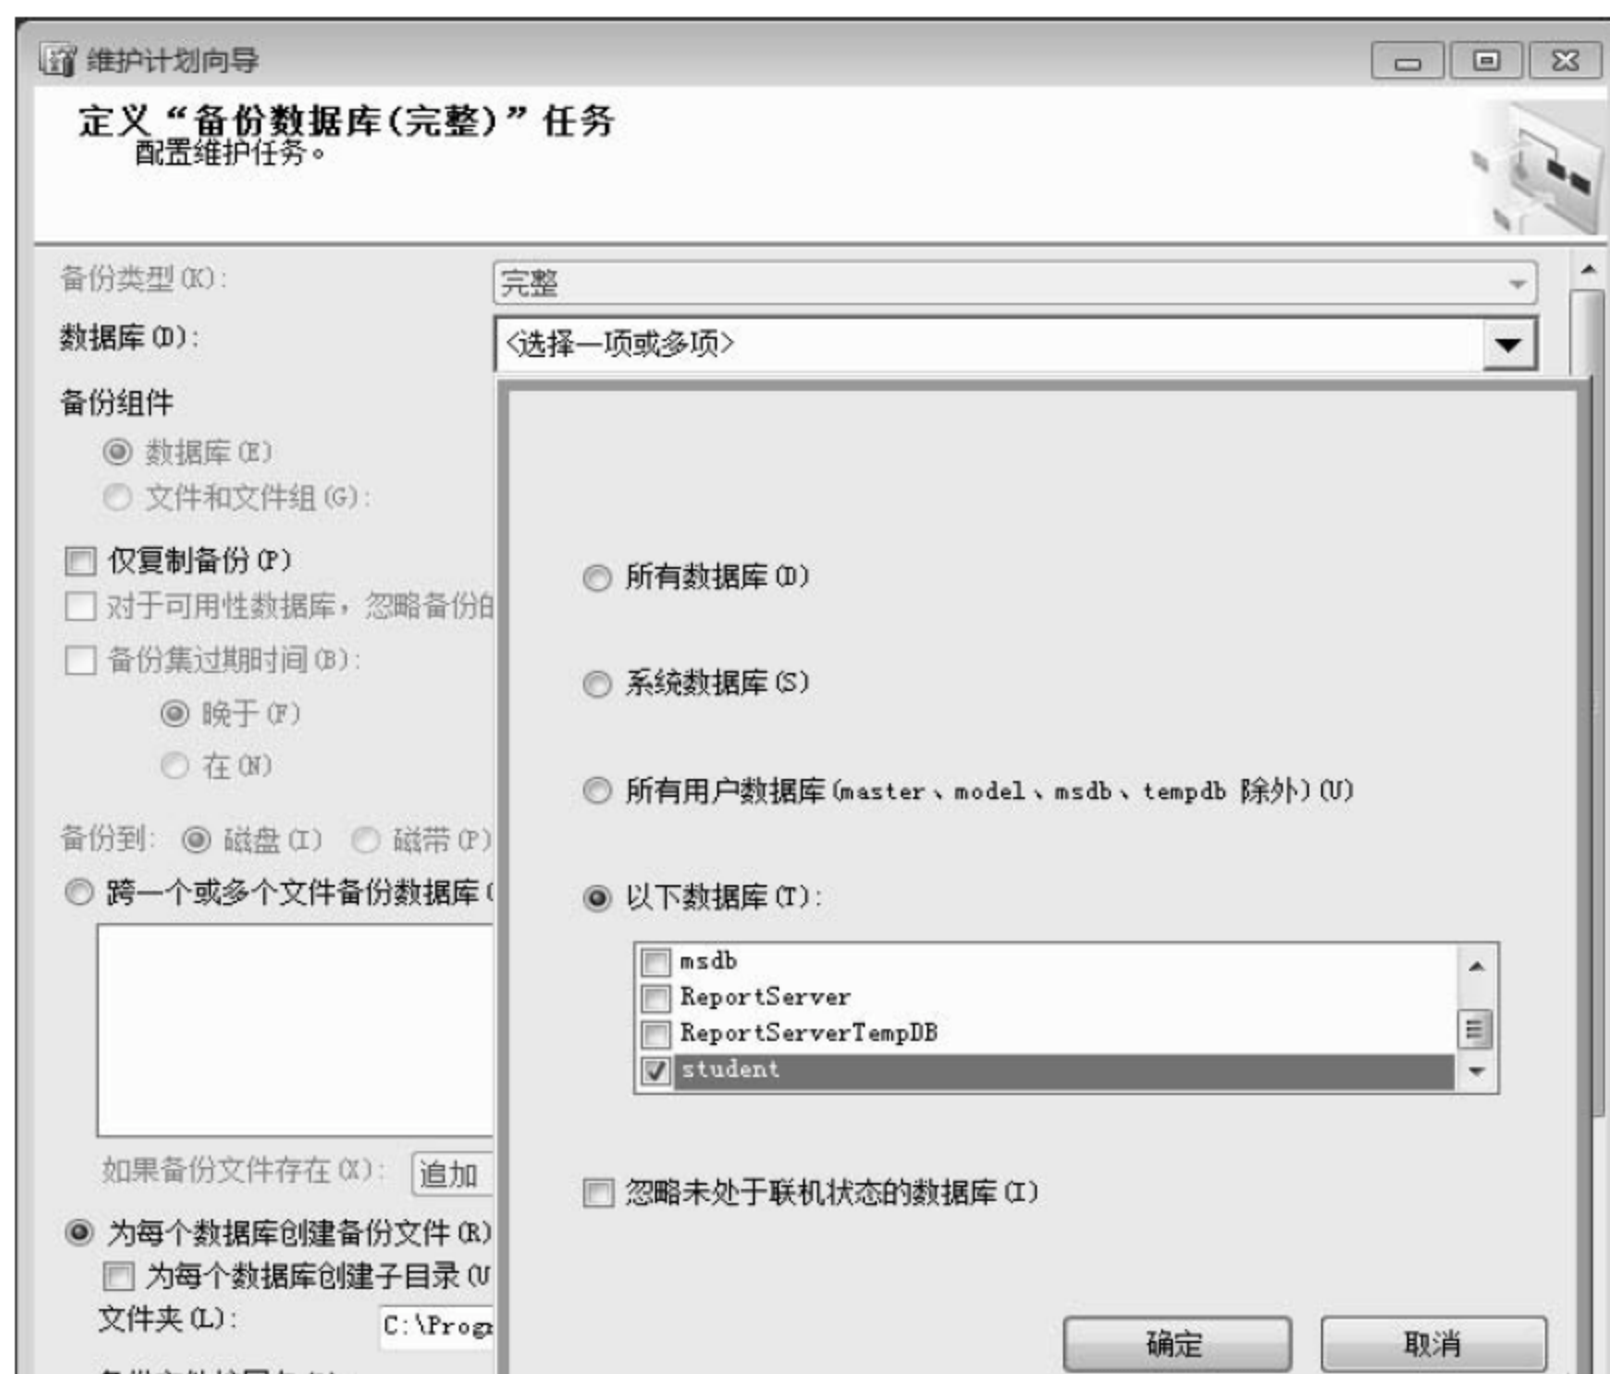 维护计划向导
定义“备份数据库(完整)”任务
配置维护任务。
备份类型(K):
完整
数据库(D):
<选择一项或多项>
备份组件
数据库(E)
文件和文件组(G):
仅复制备份(P)
对于可用性数据库，忽略备份的
备份集过期时间(B):
晚于(F)
在(N)
备份到: 磁盘(I) 磁带(P)
跨一个或多个文件备份数据库(
如果备份文件存在(X): 追加
为每个数据库创建备份文件(R)
为每个数据库创建子目录(U
文件夹(L): C:\Progr
所有数据库(D)
系统数据库(S)
所有用户数据库(master、model、msdb、tempdb 除外)(U)
以下数据库(T):
msdb
ReportServer
ReportServerTempDB
student
忽略未处于联机状态的数据库(I)
确定 取消